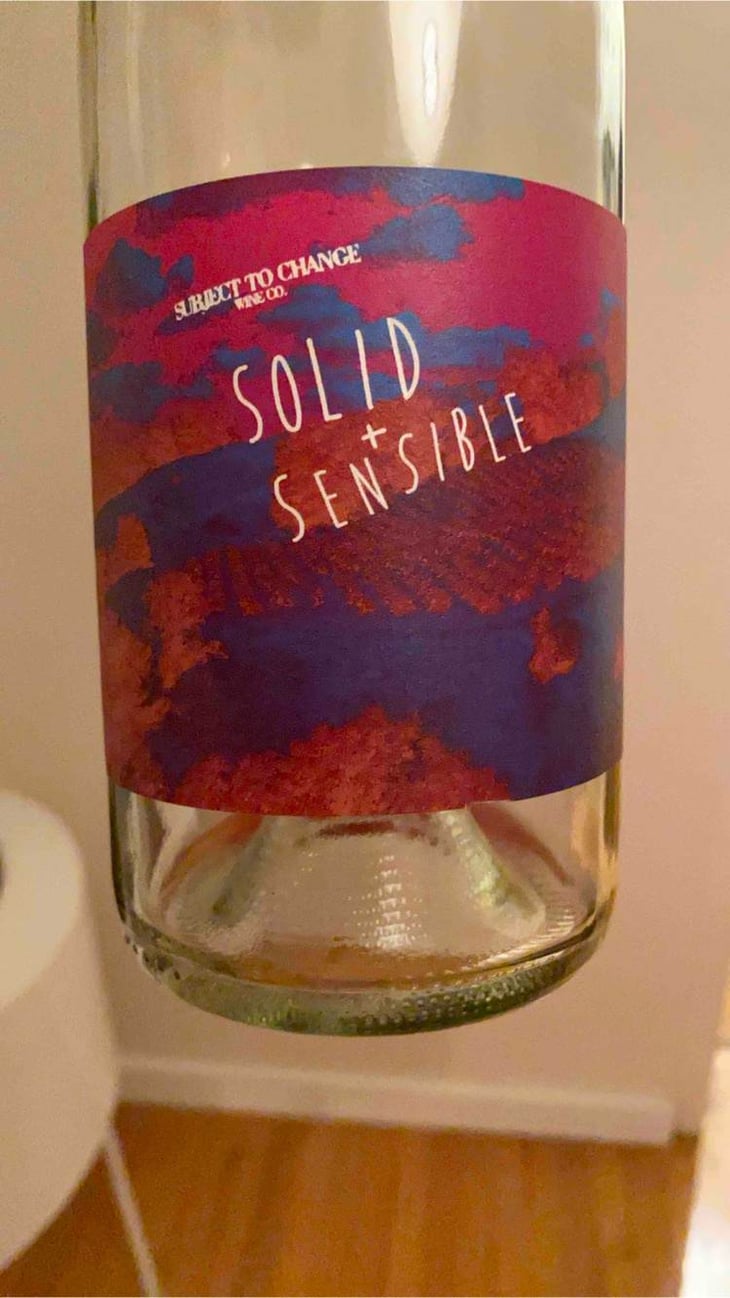 SUBJECT TO CHANGE
WINE CO.
SOLID
+
SENSIBLE